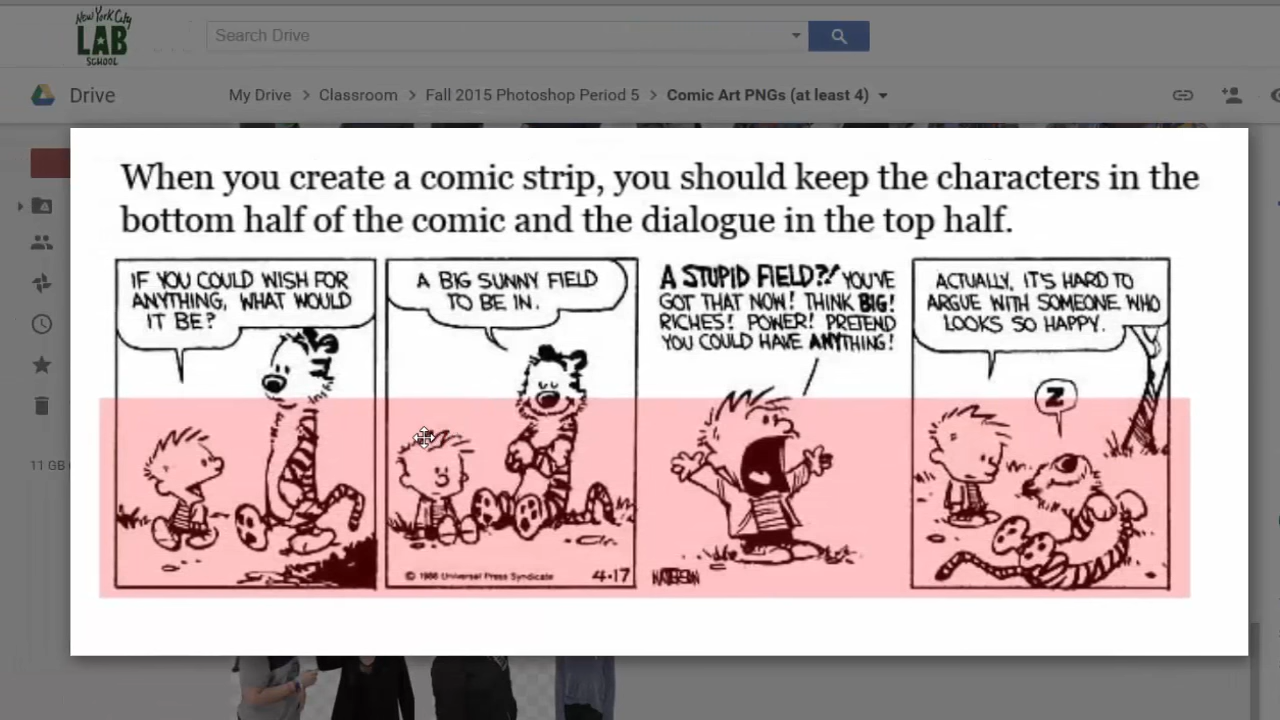 New York City
LAB
SCHOOL
Search Drive
Drive
My Drive > Classroom > Fall 2015 Photoshop Period 5 > Comic Art PNGs (at least 4)
When you create a comic strip, you should keep the characters in the
bottom half of the comic and the dialogue in the top half.
IF YOU COULD WISH FOR
ANYTHING, WHAT WOULD
IT BE?
A BIG SUNNY FIELD
TO BE IN.
A STUPID FIELD?! YOU'VE
GOT THAT NOW! THINK BIG!
RICHES! POWER! PRETEND
YOU COULD HAVE ANYTHING!
ACTUALLY, IT'S HARD TO
ARGUE WITH SOMEONE WHO
LOOKS SO HAPPY.
Z
© 1986 Universal Press Syndicate
4-17
WATTERSON
11 GB